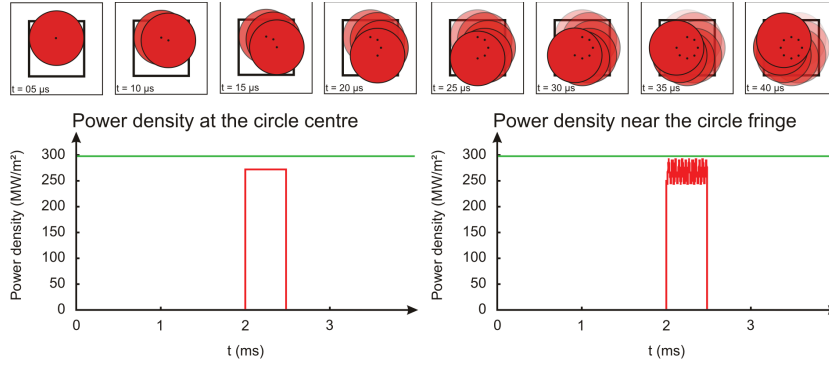 t = 05 µs
t = 10 µs
t = 15 µs
t = 20 µs
t = 25 µs
t = 30 µs
t = 35 µs
t = 40 µs
Power density at the circle centre
Power density (MW/m²)
300
250
200
150
100
50
0
0
1
2
3
t (ms)
Power density near the circle fringe
Power density (MW/m²)
300
250
200
150
100
50
0
0
1
2
3
t (ms)